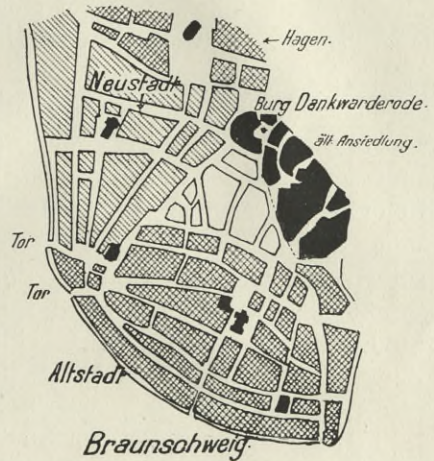 ← Hagen.
Neustadt
Burg Dankwarderode.
ält. Ansiedlung.
Tor
Tor
Altstadt
Braunschweig.